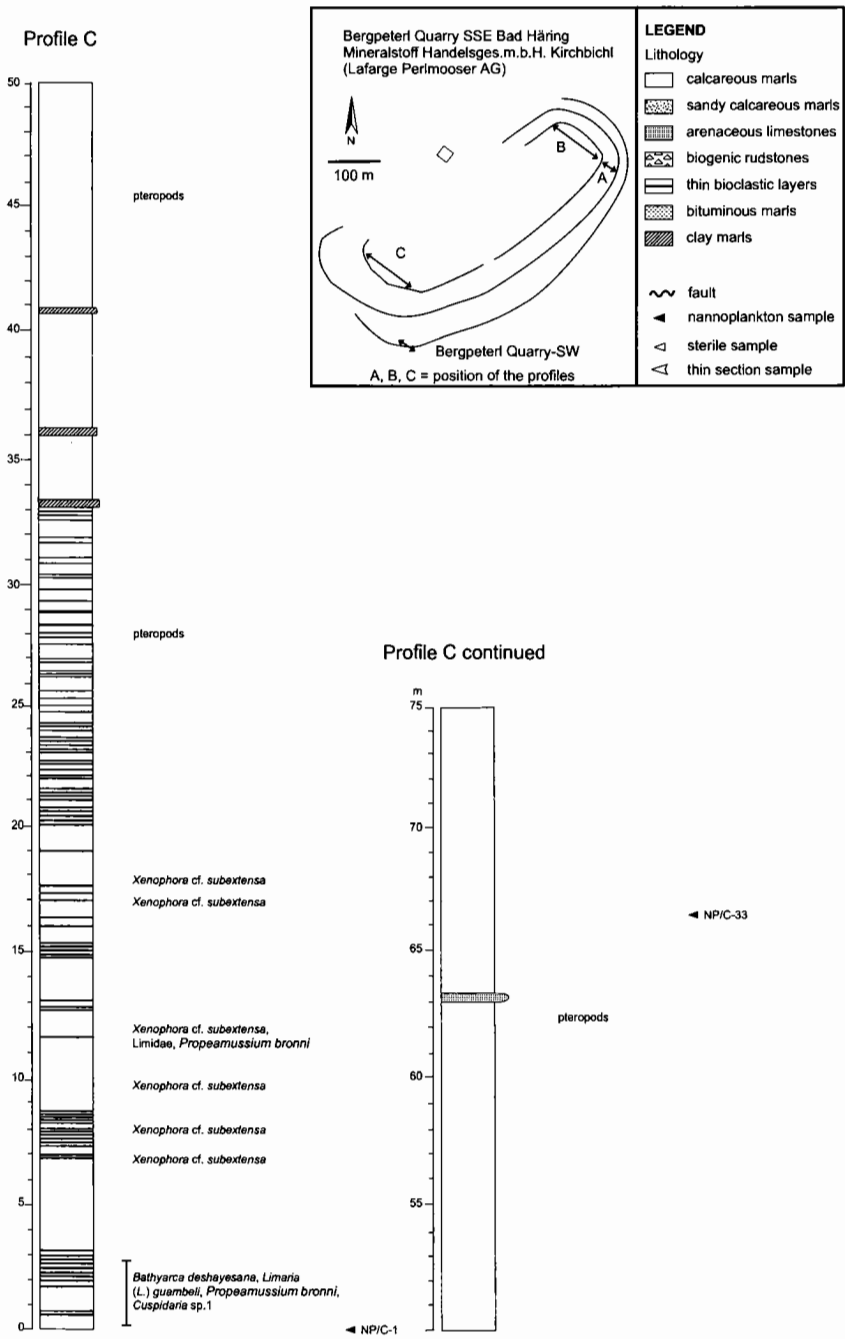 Profile C
50
45
40
35
30
25
20
15
10
5
0
pteropods
pteropods
Xenophora cf. subextensa
Xenophora cf. subextensa
Xenophora cf. subextensa,
Limidae, Propeamussium bronni
Xenophora cf. subextensa
Xenophora cf. subextensa
Xenophora cf. subextensa
Bathyarca deshayesana, Limaria
(L.) guambeli, Propeamussium bronni,
Cuspidaria sp.1
NP/C-1
Bergpeterl Quarry SSE Bad Häring
Mineralstoff Handelsges.m.b.H. Kirchbichl
(Lafarge Perlmooser AG)
N
100 m
B
A
C
Bergpeterl Quarry-SW
A, B, C = position of the profiles
LEGEND
Lithology
calcareous marls
sandy calcareous marls
arenaceous limestones
biogenic rudstones
thin bioclastic layers
bituminous marls
clay marls
fault
nannoplankton sample
sterile sample
thin section sample
Profile C continued
m
75
70
65
60
55
NP/C-33
pteropods